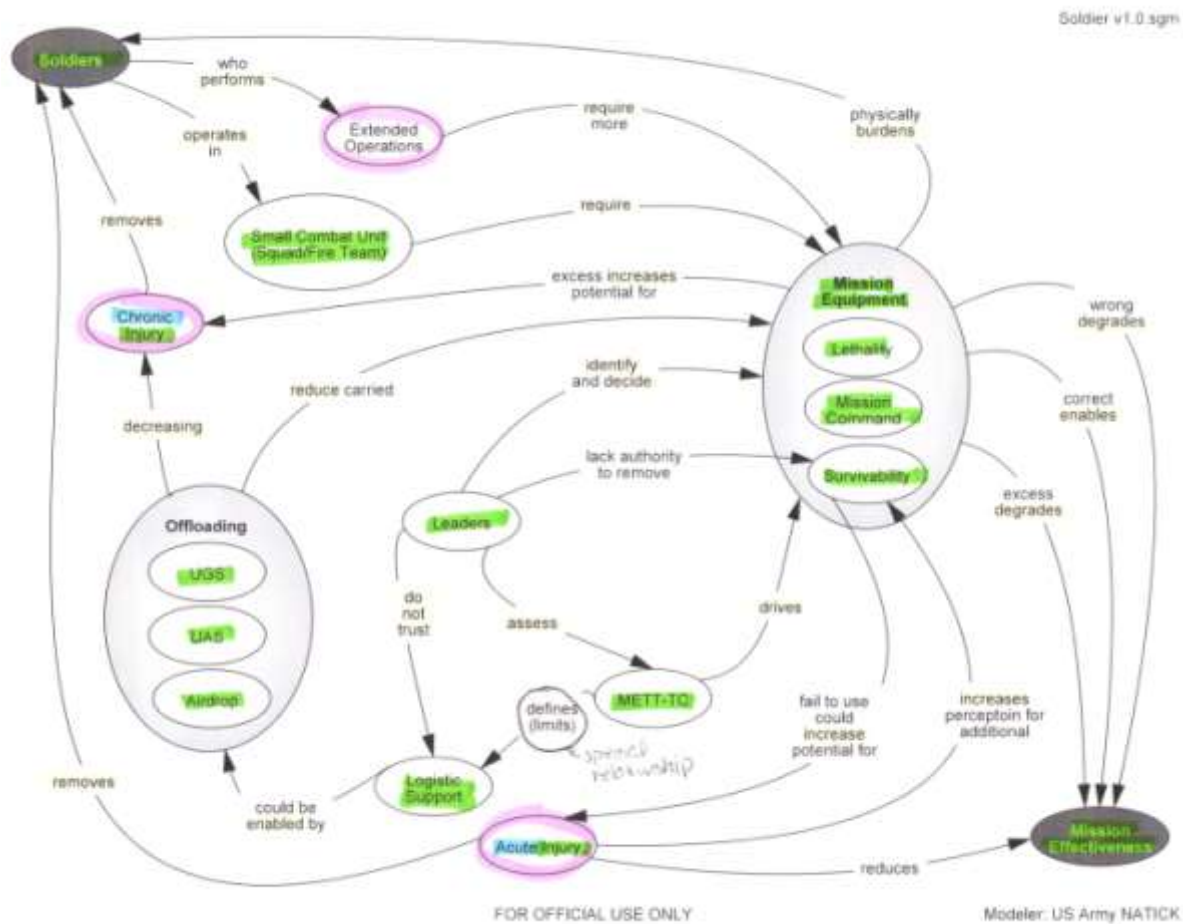 Soldier v1.0.sgm
Soldiers
who
performs
Extended
Operations
require
more
physically
burdens
operates
in
removes
Small Combat Unit
(Squad/Fire Team)
require
Chronic
Injury
excess increases
potential for
Mission
Equipment
Lethality
Mission
Command
Survivability
wrong
degrades
correct
enables
excess
degrades
reduce carried
identify
and decide
decreasing
lack authority
to remove
Offloading
UGS
UAS
Airdrop
Leaders
do
not
trust
assess
drives
METT-TC
defines
(limits)
special
relationship
fail to use
could
increase
potential for
increases
perceptoin for
additional
removes
could be
enabled by
Logistic
Support
Acute Injury
reduces
Mission
Effectiveness
FOR OFFICIAL USE ONLY
Modeler: US Army NATICK